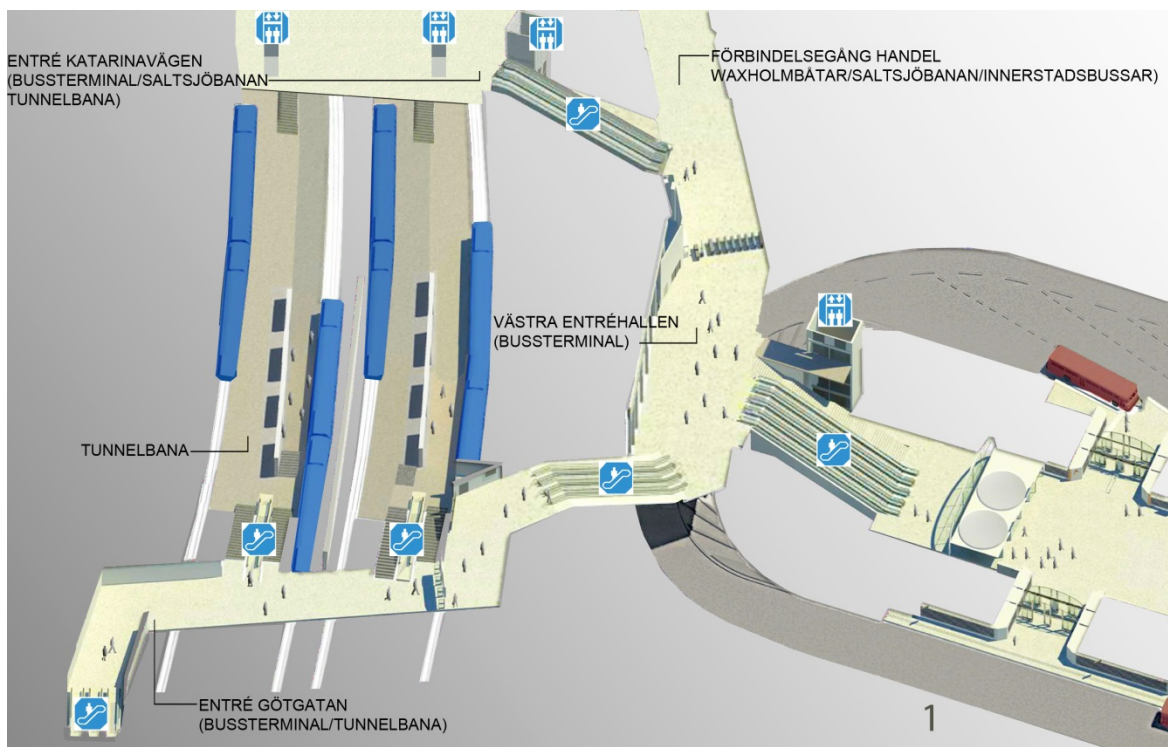 ENTRÉ KATARINAVÄGEN
(BUSSTERMINAL/SALTSJÖBANAN
TUNNELBANA)
FÖRBINDELSEGÅNG HANDEL
WAXHOLMBÅTAR/SALTSJÖBANAN/INNERSTADSBUSSAR)
VÄSTRA ENTRÉHALLEN
(BUSSTERMINAL)
TUNNELBANA
ENTRÉ GÖTGATAN
(BUSSTERMINAL/TUNNELBANA)
1